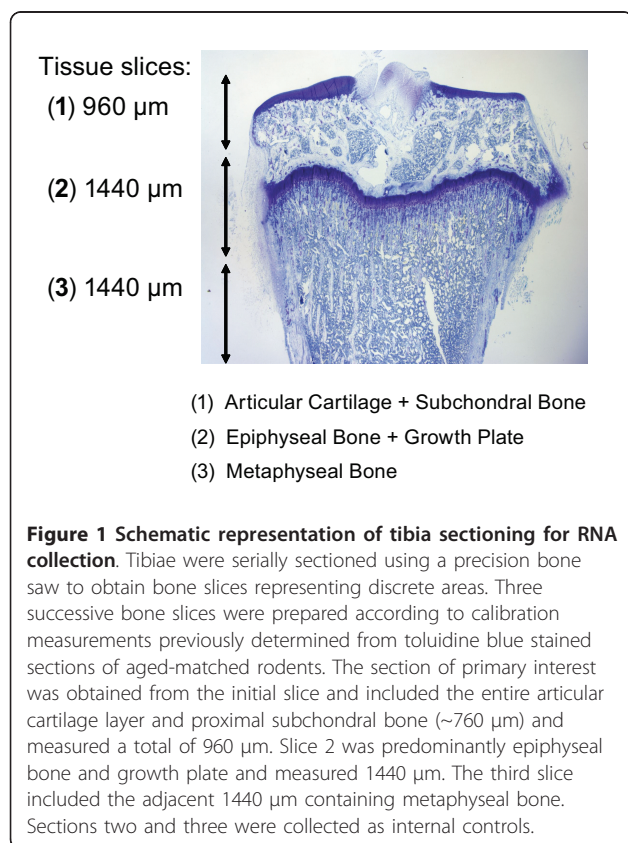 Tissue slices:
(1) 960 µm
(2) 1440 µm
(3) 1440 µm
(1) Articular Cartilage + Subchondral Bone
(2) Epiphyseal Bone + Growth Plate
(3) Metaphyseal Bone
Figure 1 Schematic representation of tibia sectioning for RNA
collection. Tibiae were serially sectioned using a precision bone
saw to obtain bone slices representing discrete areas. Three
successive bone slices were prepared according to calibration
measurements previously determined from toluidine blue stained
sections of aged-matched rodents. The section of primary interest
was obtained from the initial slice and included the entire articular
cartilage layer and proximal subchondral bone (~760 µm) and
measured a total of 960 µm. Slice 2 was predominantly epiphyseal
bone and growth plate and measured 1440 µm. The third slice
included the adjacent 1440 µm containing metaphyseal bone.
Sections two and three were collected as internal controls.